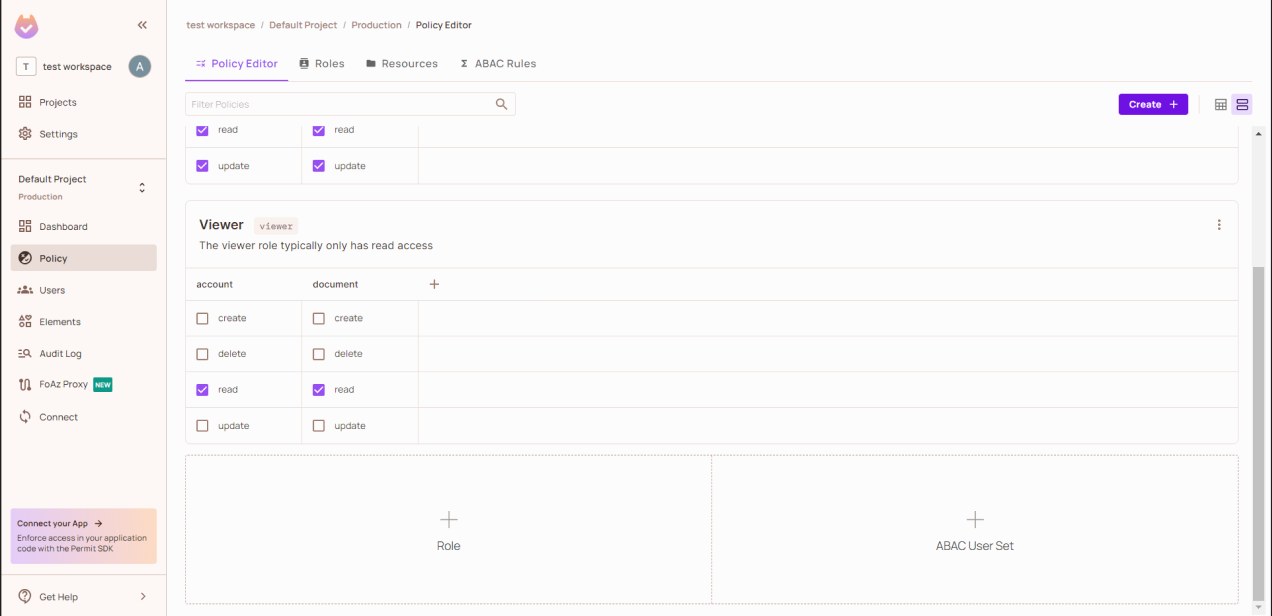 test workspace / Default Project / Production / Policy Editor
T test workspace A
Projects
Settings
Default Project
Production
Dashboard
Policy
Users
Elements
Audit Log
FoAz Proxy NEW
Connect
Connect your App →
Enforce access in your application
code with the Permit SDK
Get Help
Policy Editor Roles Resources ABAC Rules
Filter Policies
Create +
read read
update update
Viewer viewer
The viewer role typically only has read access
account document +
create create
delete delete
read read
update update
Role
ABAC User Set